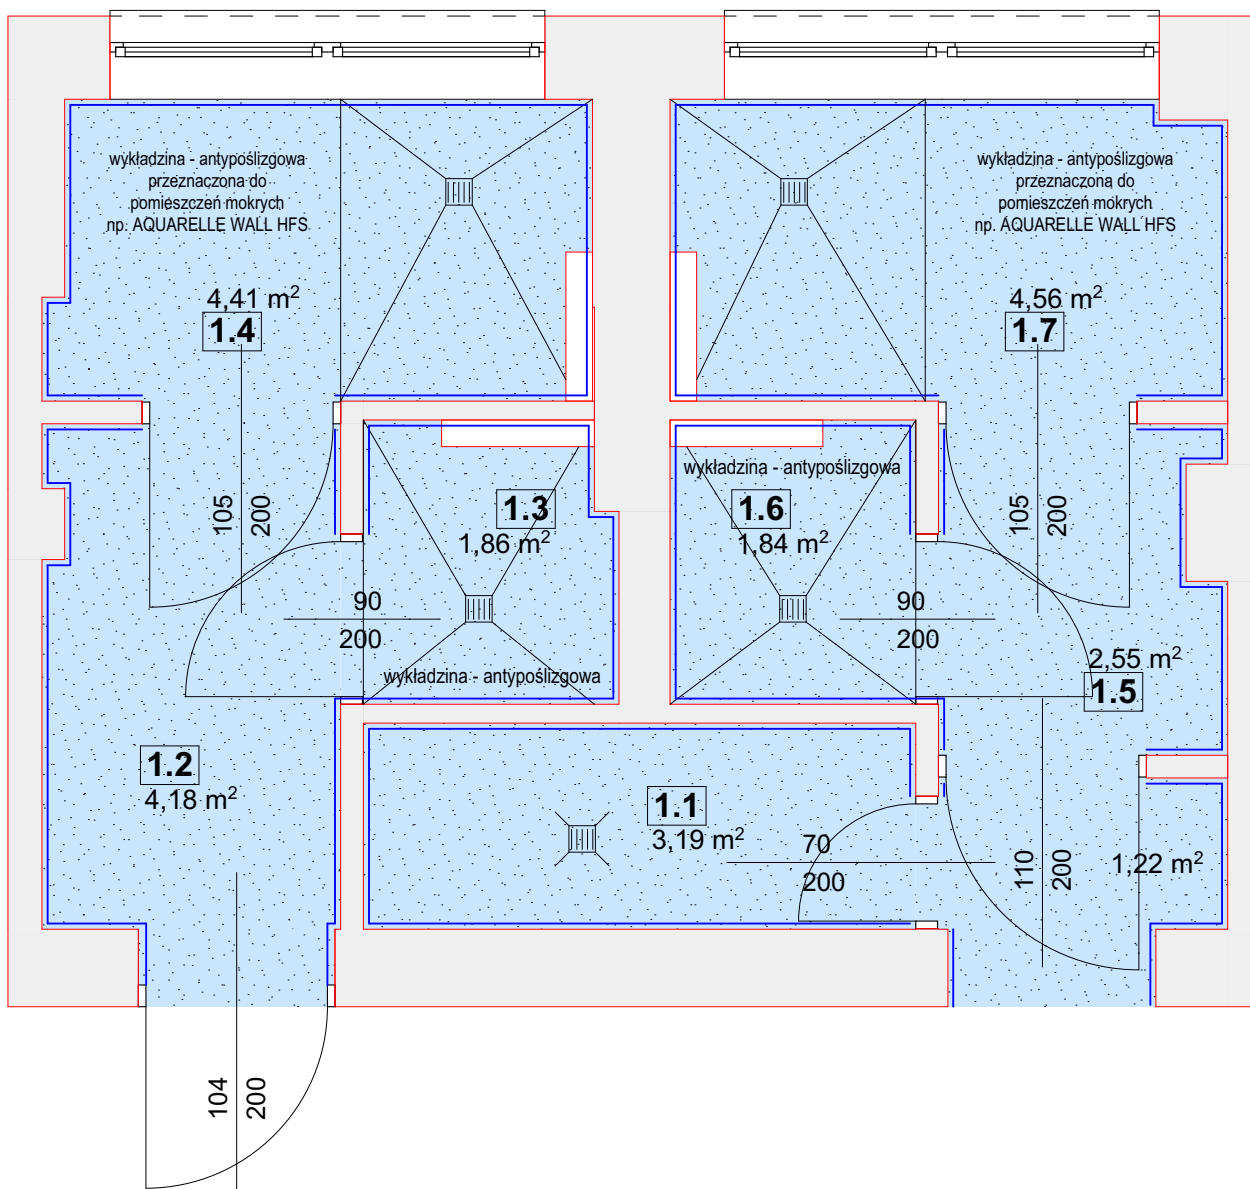 wykładzina - antypoślizgowa
przeznaczona do
pomieszczeń mokrych
np. AQUARELLE WALL HFS
wykładzina - antypoślizgowa
przeznaczona do
pomieszczeń mokrych
np. AQUARELLE WALL HFS
4,41 m²
1.4
4,56 m²
1.7
105
200
1.3
1,86 m²
wykładzina - antypoślizgowa
1.6
1,84 m²
105
200
90
200
wykładzina - antypoślizgowa
90
200
2,55 m²
1.5
1.2
4,18 m²
1.1
3,19 m²
70
200
110
200
1,22 m²
104
200